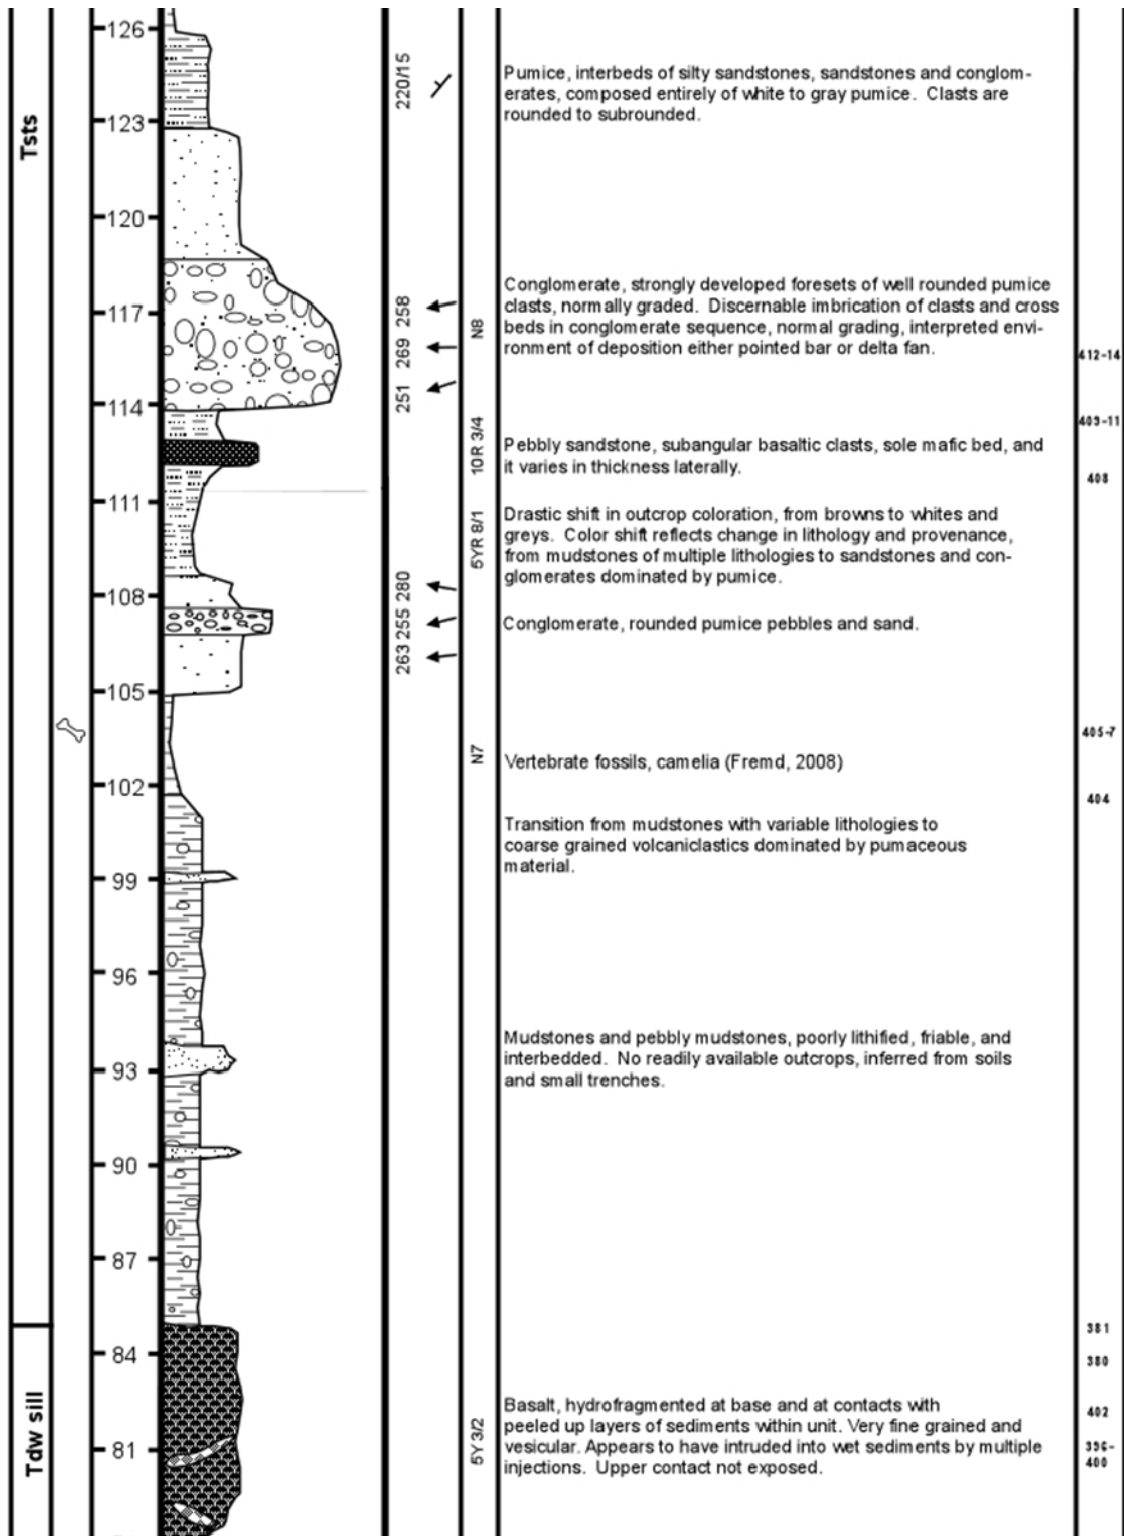 Tsts
Tdw sill
126
123
120
117
114
111
108
105
102
99
96
93
90
87
84
81
220/15
258
269
251
280
255
263
N8
10R 3/4
5YR 8/1
N7
5Y 3/2
Pumice, interbeds of silty sandstones, sandstones and conglom-
erates, composed entirely of white to gray pumice. Clasts are
rounded to subrounded.
Conglomerate, strongly developed foresets of well rounded pumice
clasts, normally graded. Discernable imbrication of clasts and cross
beds in conglomerate sequence, normal grading, interpreted envi-
ronment of deposition either pointed bar or delta fan.
Pebbly sandstone, subangular basaltic clasts, sole mafic bed, and
it varies in thickness laterally.
Drastic shift in outcrop coloration, from browns to whites and
greys. Color shift reflects change in lithology and provenance,
from mudstones of multiple lithologies to sandstones and con-
glomerates dominated by pumice.
Conglomerate, rounded pumice pebbles and sand.
Vertebrate fossils, camelia (Fremd, 2008)
Transition from mudstones with variable lithologies to
coarse grained volcaniclastics dominated by pumaceous
material.
Mudstones and pebbly mudstones, poorly lithified, friable, and
interbedded. No readily available outcrops, inferred from soils
and small trenches.
Basalt, hydrofragmented at base and at contacts with
peeled up layers of sediments within unit. Very fine grained and
vesicular. Appears to have intruded into wet sediments by multiple
injections. Upper contact not exposed.
412-14
409-11
408
405-7
404
381
380
402
396-
400